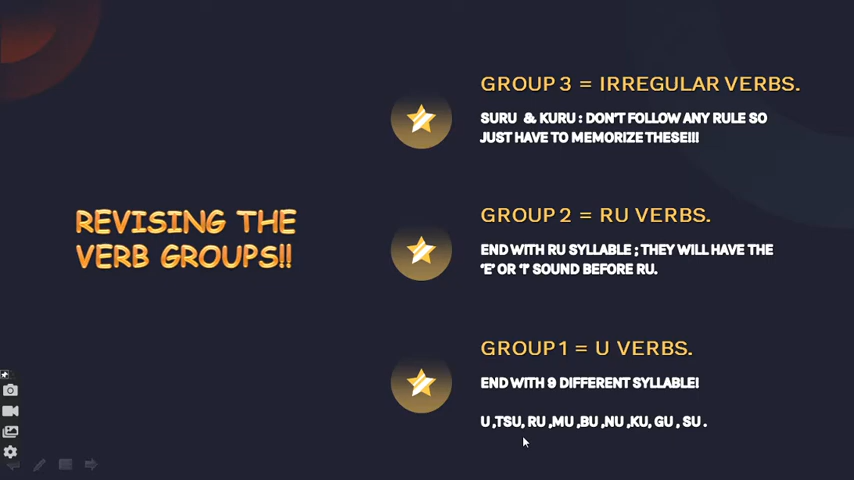 REVISING THE
VERB GROUPS!!
GROUP 3 = IRREGULAR VERBS.
SURU & KURU : DON'T FOLLOW ANY RULE SO
JUST HAVE TO MEMORIZE THESE!!!
GROUP 2 = RU VERBS.
END WITH RU SYLLABLE ; THEY WILL HAVE THE
'E' OR 'I' SOUND BEFORE RU.
GROUP 1 = U VERBS.
END WITH 9 DIFFERENT SYLLABLE!
U ,TSU, RU ,MU ,BU ,NU ,KU, GU , SU .